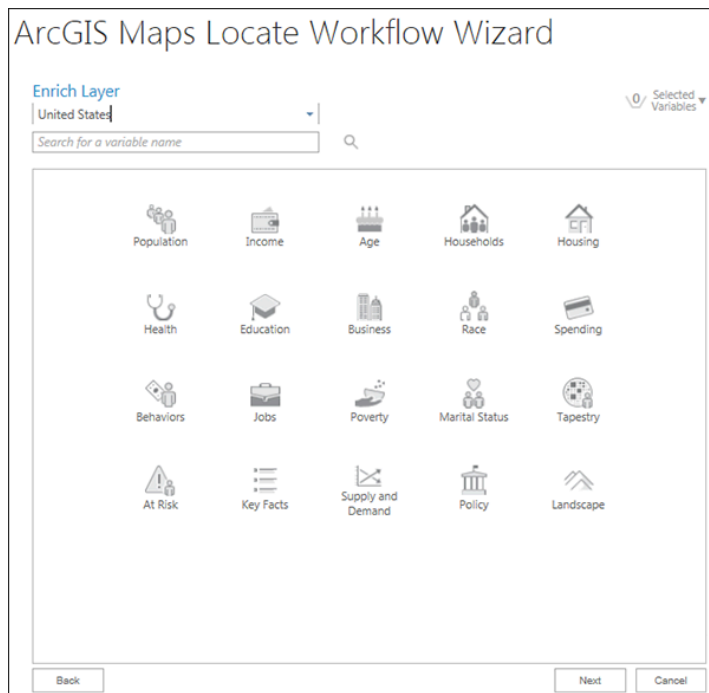 ArcGIS Maps Locate Workflow Wizard
Enrich Layer
United States
0 Selected
Variables
Search for a variable name
Population Income Age Households Housing
Health Education Business Race Spending
Behaviors Jobs Poverty Marital Status Tapestry
At Risk Key Facts Supply and Policy Landscape
Demand
Back Next Cancel